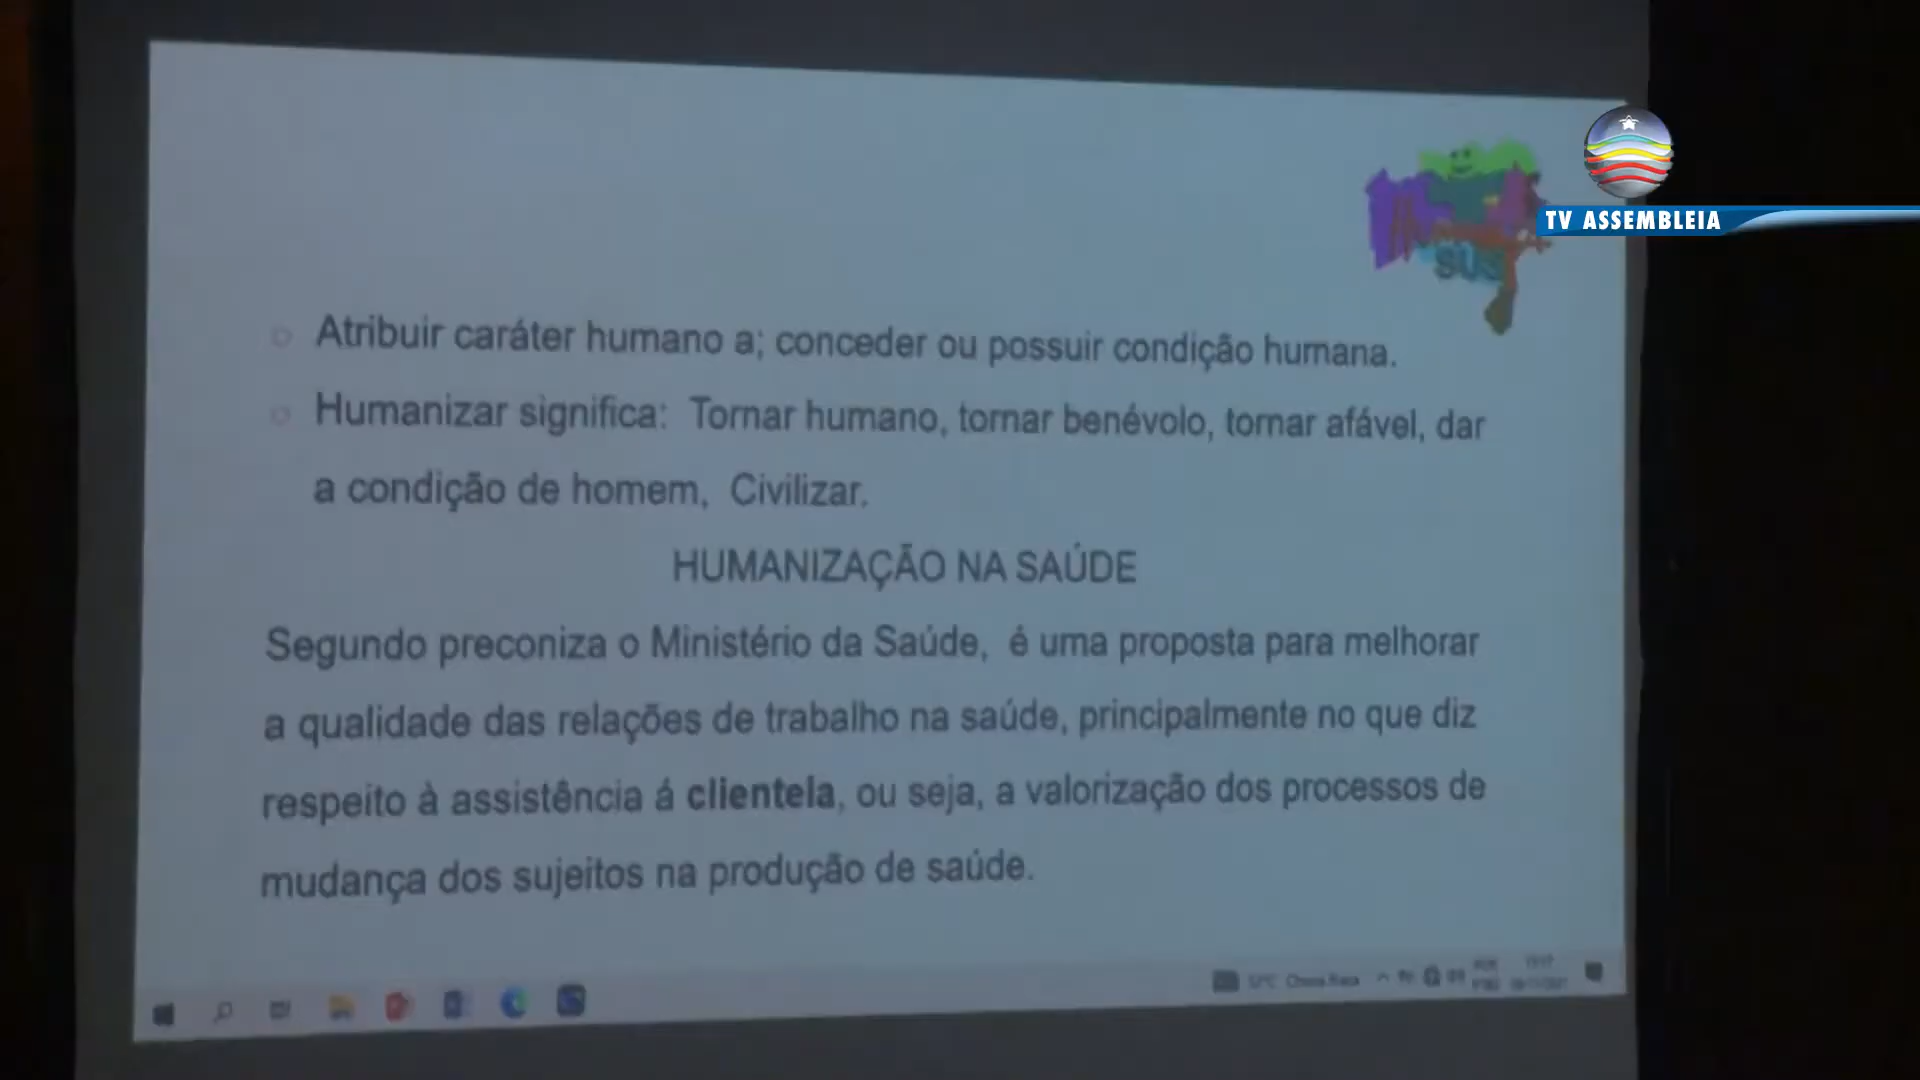 TV ASSEMBLEIA
SUS
Atribuir caráter humano a; conceder ou possuir condição humana.
Humanizar significa: Tornar humano, tornar benévolo, tornar afável, dar
a condição de homem, Civilizar.
HUMANIZAÇÃO NA SAÚDE
Segundo preconiza o Ministério da Saúde, é uma proposta para melhorar
a qualidade das relações de trabalho na saúde, principalmente no que diz
respeito à assistência á clientela, ou seja, a valorização dos processos de
mudança dos sujeitos na produção de saúde.